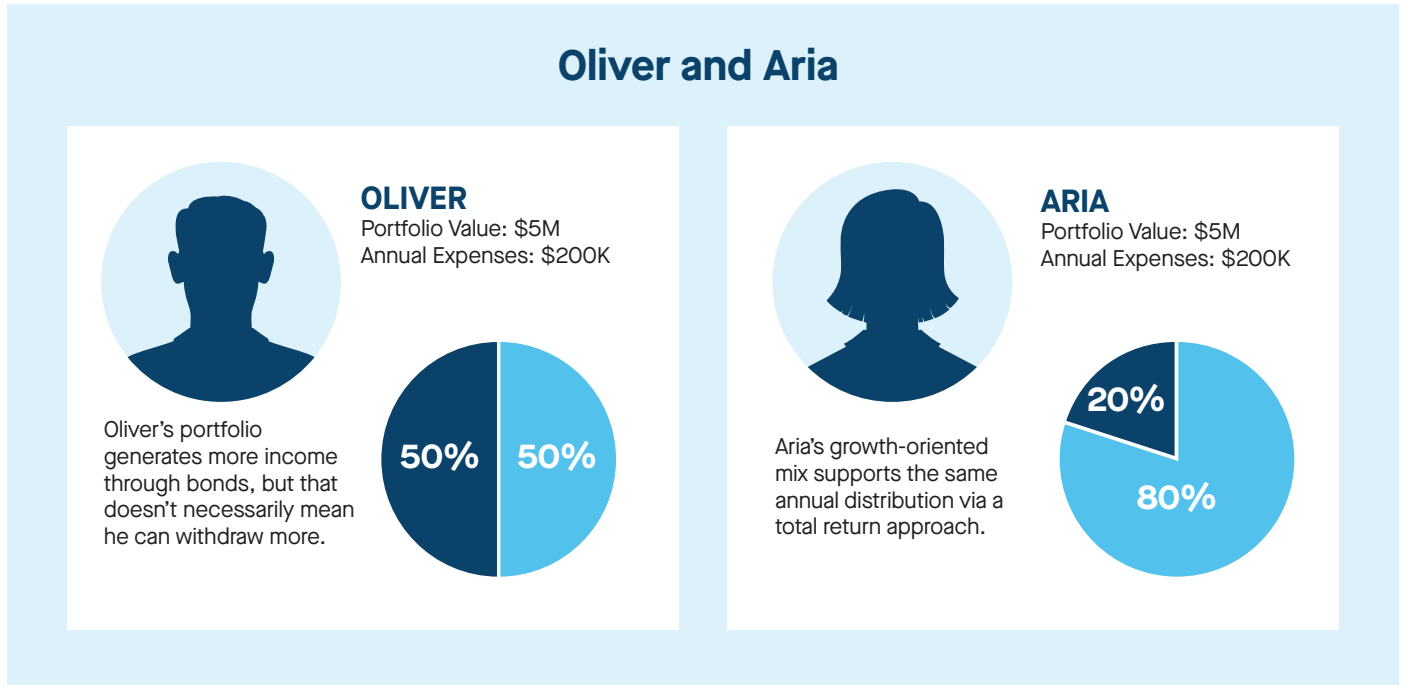 Oliver and Aria
OLIVER
Portfolio Value: $5M
Annual Expenses: $200K
Oliver’s portfolio
generates more income
through bonds, but that
doesn’t necessarily mean
he can withdraw more.
50%
50%
ARIA
Portfolio Value: $5M
Annual Expenses: $200K
Aria’s growth-oriented
mix supports the same
annual distribution via a
total return approach.
20%
80%